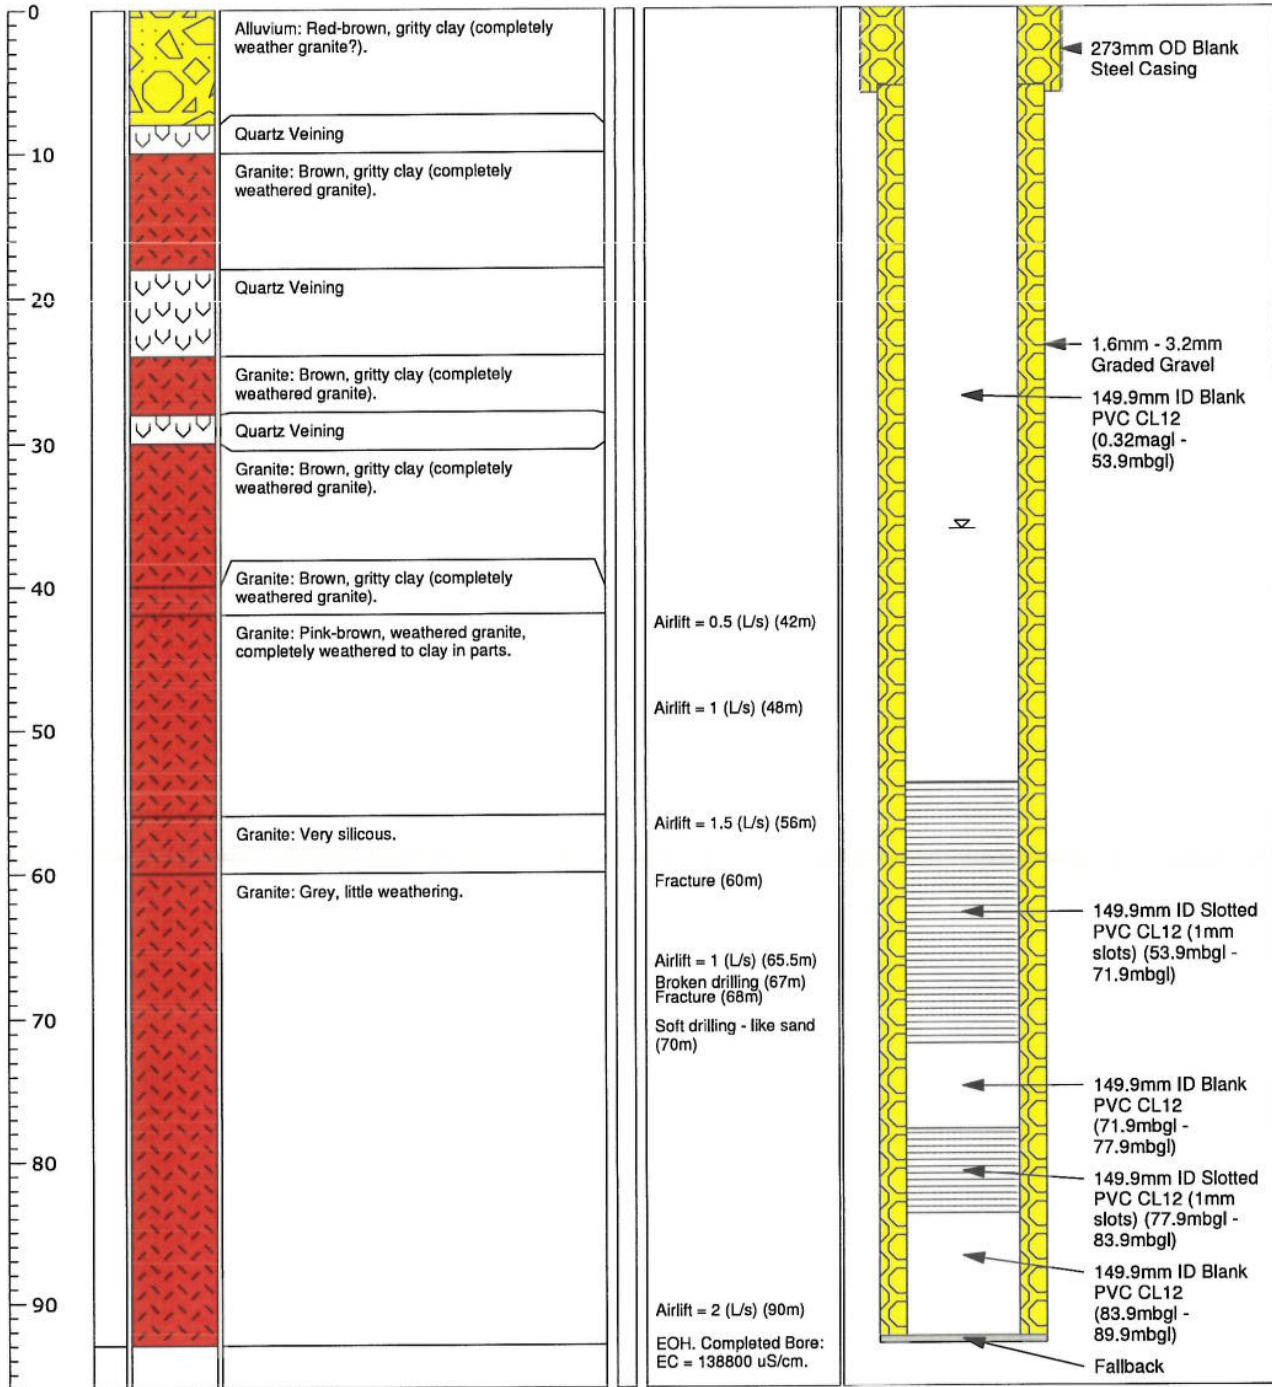 0
10
20
30
40
50
60
70
80
90
Alluvium: Red-brown, gritty clay (completely
weather granite?).
Quartz Veining
Granite: Brown, gritty clay (completely
weathered granite).
Quartz Veining
Granite: Brown, gritty clay (completely
weathered granite).
Quartz Veining
Granite: Brown, gritty clay (completely
weathered granite).
Granite: Brown, gritty clay (completely
weathered granite).
Granite: Pink-brown, weathered granite,
completely weathered to clay in parts.
Granite: Very silicous.
Granite: Grey, little weathering.
Airlift = 0.5 (L/s) (42m)
Airlift = 1 (L/s) (48m)
Airlift = 1.5 (L/s) (56m)
Fracture (60m)
Airlift = 1 (L/s) (65.5m)
Broken drilling (67m)
Fracture (68m)
Soft drilling - like sand
(70m)
Airlift = 2 (L/s) (90m)
EOH. Completed Bore:
EC = 138800 uS/cm.
273mm OD Blank
Steel Casing
1.6mm - 3.2mm
Graded Gravel
149.9mm ID Blank
PVC CL12
(0.32magl -
53.9mbgl)
149.9mm ID Slotted
PVC CL12 (1mm
slots) (53.9mbgl -
71.9mbgl)
149.9mm ID Blank
PVC CL12
(71.9mbgl -
77.9mbgl)
149.9mm ID Slotted
PVC CL12 (1mm
slots) (77.9mbgl -
83.9mbgl)
149.9mm ID Blank
PVC CL12
(83.9mbgl -
89.9mbgl)
Fallback